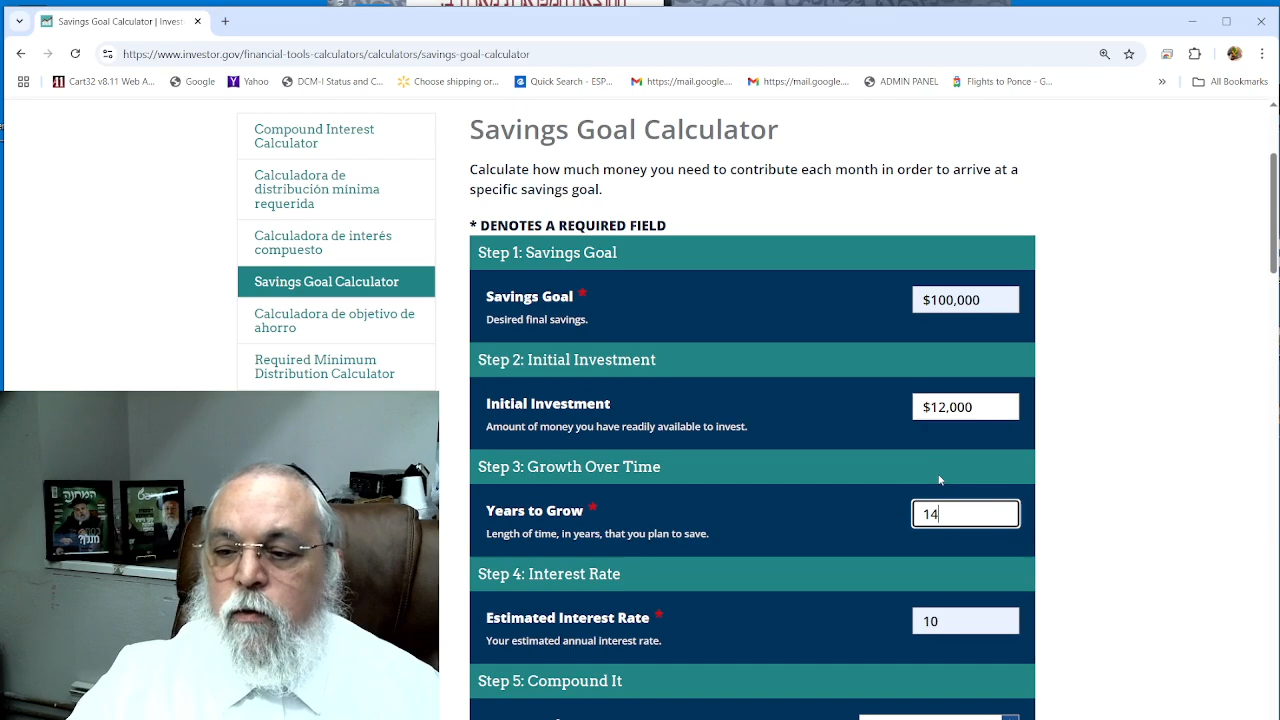 Savings Goal Calculator | Invest
https://www.investor.gov/financial-tools-calculators/calculators/savings-goal-calculator
Cart32 v8.11 Web A...
Google
Yahoo
DCM-I Status and C...
Choose shipping or...
Quick Search - ESP...
https://mail.google....
https://mail.google....
ADMIN PANEL
Flights to Ponce - G...
»
All Bookmarks
Compound Interest
Calculator
Calculadora de
distribución mínima
requerida
Calculadora de interés
compuesto
Savings Goal Calculator
Calculadora de objetivo de
ahorro
Required Minimum
Distribution Calculator
Savings Goal Calculator
Calculate how much money you need to contribute each month in order to arrive at a
specific savings goal.
* DENOTES A REQUIRED FIELD
Step 1: Savings Goal
Savings Goal *
$100,000
Desired final savings.
Step 2: Initial Investment
Initial Investment
$12,000
Amount of money you have readily available to invest.
Step 3: Growth Over Time
Years to Grow *
14
Length of time, in years, that you plan to save.
Step 4: Interest Rate
Estimated Interest Rate *
10
Your estimated annual interest rate.
Step 5: Compound It
המחנה